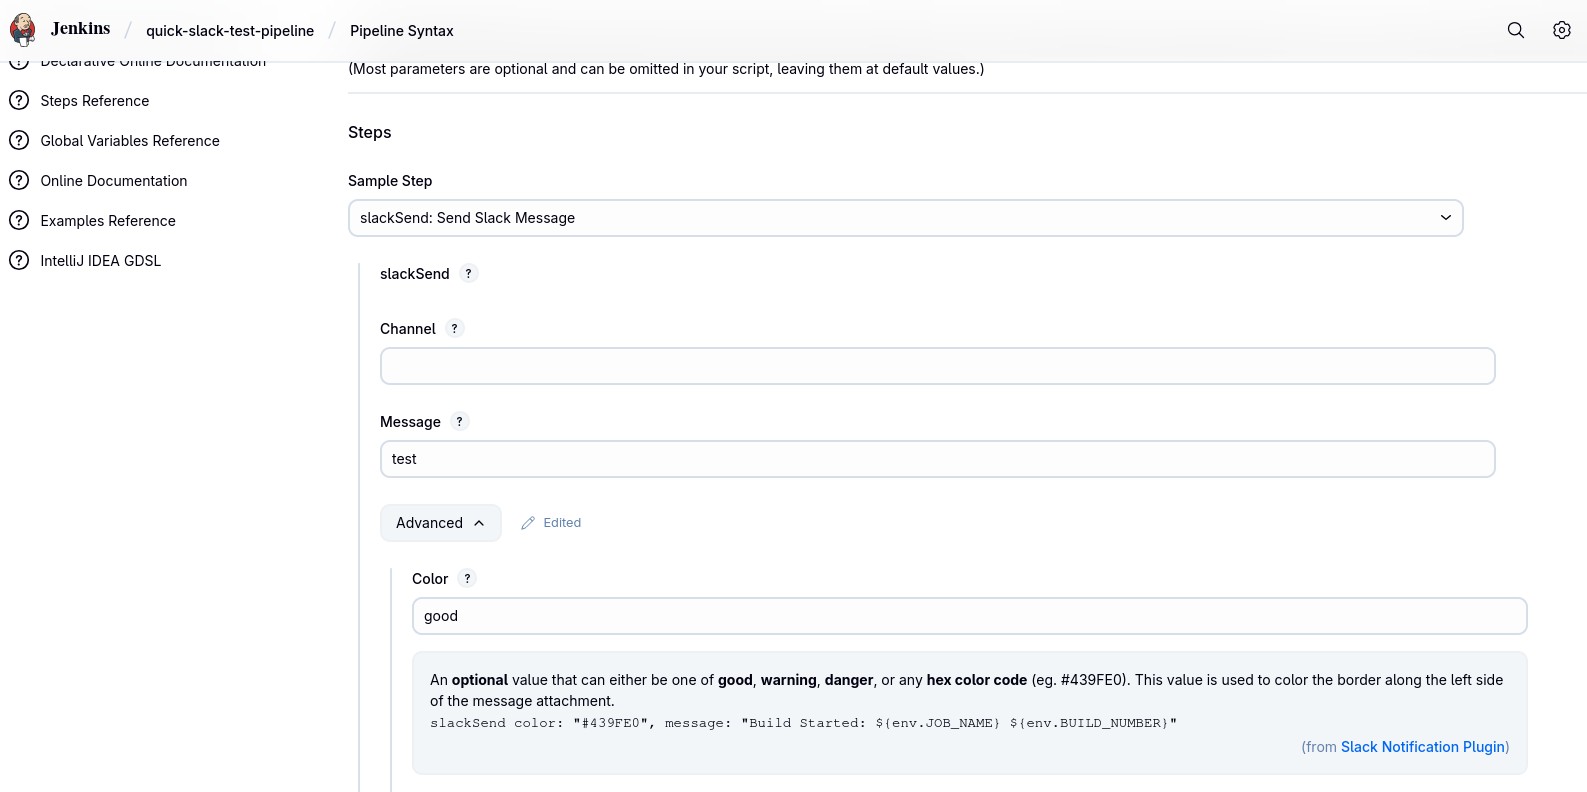 Jenkins / quick-slack-test-pipeline / Pipeline Syntax
Declarative Online Documentation
Steps Reference
Global Variables Reference
Online Documentation
Examples Reference
IntelliJ IDEA GDSL
(Most parameters are optional and can be omitted in your script, leaving them at default values.)
Steps
Sample Step
slackSend: Send Slack Message
slackSend ?
Channel ?
Message ?
test
Advanced Edited
Color ?
good
An optional value that can either be one of good, warning, danger, or any hex color code (eg. #439FE0). This value is used to color the border along the left side
of the message attachment.
slackSend color: "#439FE0", message: "Build Started: ${env.JOB_NAME} ${env.BUILD_NUMBER}"
(from Slack Notification Plugin)